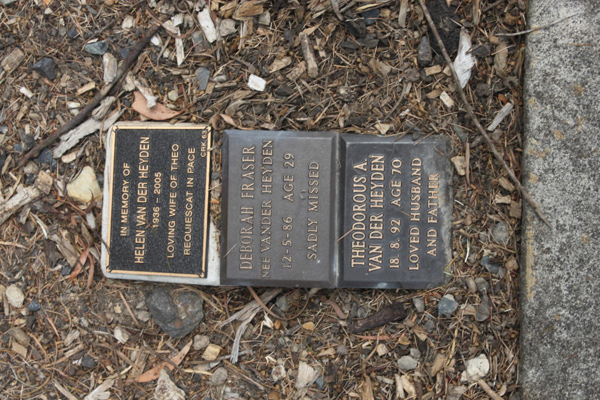 IN MEMORY OF
HELEN VAN DER HEYDEN
1936 - 2005
LOVING WIFE OF THEO
REQUIESCAT IN PACE
CRK 63
DEBORAH FRASER
NEE VANDER HEYDEN
12-5-86 AGE 29
SADLY MISSED
THEODOROUS A.
VAN DER HEYDEN
18.8.92 AGE 70
LOVED HUSBAND
AND FATHER